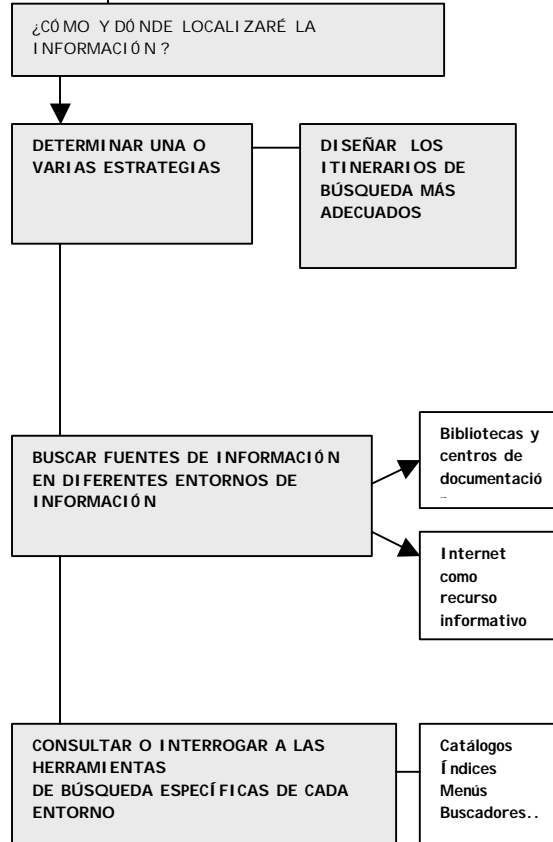 ¿CÓMO Y DÓNDE LOCALIZARÉ LA
INFORMACIÓN?
DETERMINAR UNA O
VARIAS ESTRATEGIAS
DISEÑAR LOS
ITINERARIOS DE
BÚSQUEDA MÁS
ADECUADOS
BUSCAR FUENTES DE INFORMACIÓN
EN DIFERENTES ENTORNOS DE
INFORMACIÓN
Bibliotecas y
centros de
documentació
Internet
como
recurso
informativo
CONSULTAR O INTERROGAR A LAS
HERRAMIENTAS
DE BÚSQUEDA ESPECÍFICAS DE CADA
ENTORNO
Catálogos
Índices
Menús
Buscadores..